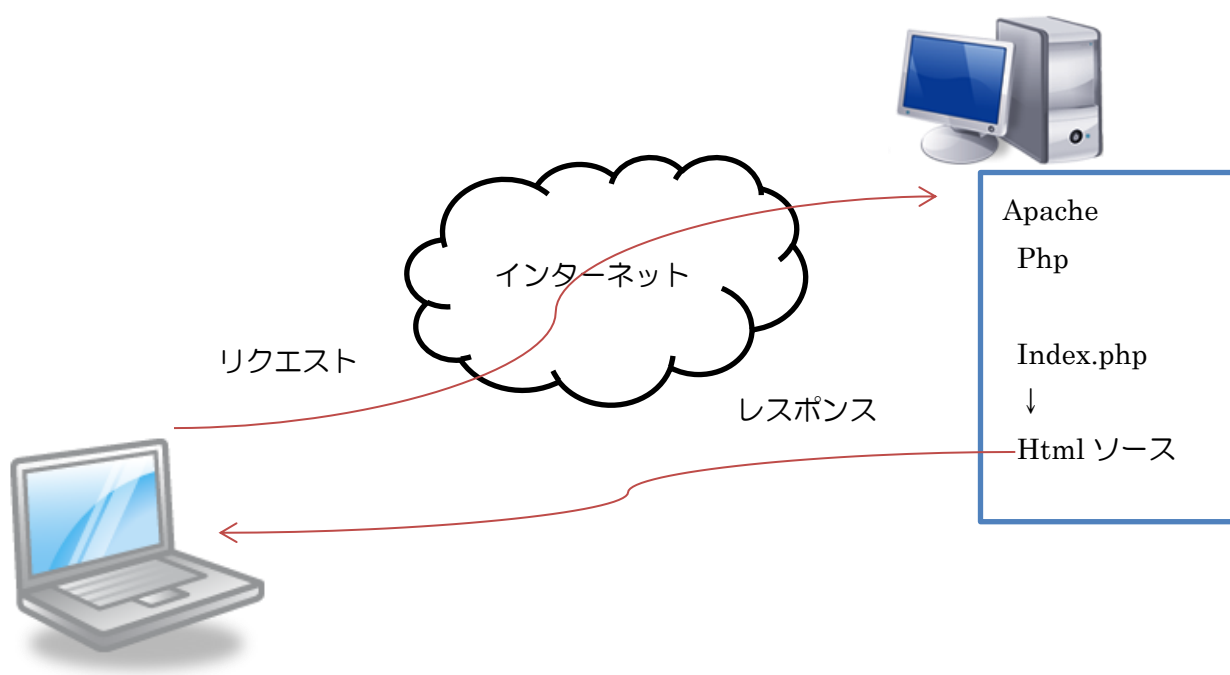 インターネット
リクエスト
レスポンス
Apache
Php
Index.php
↓
Html ソース